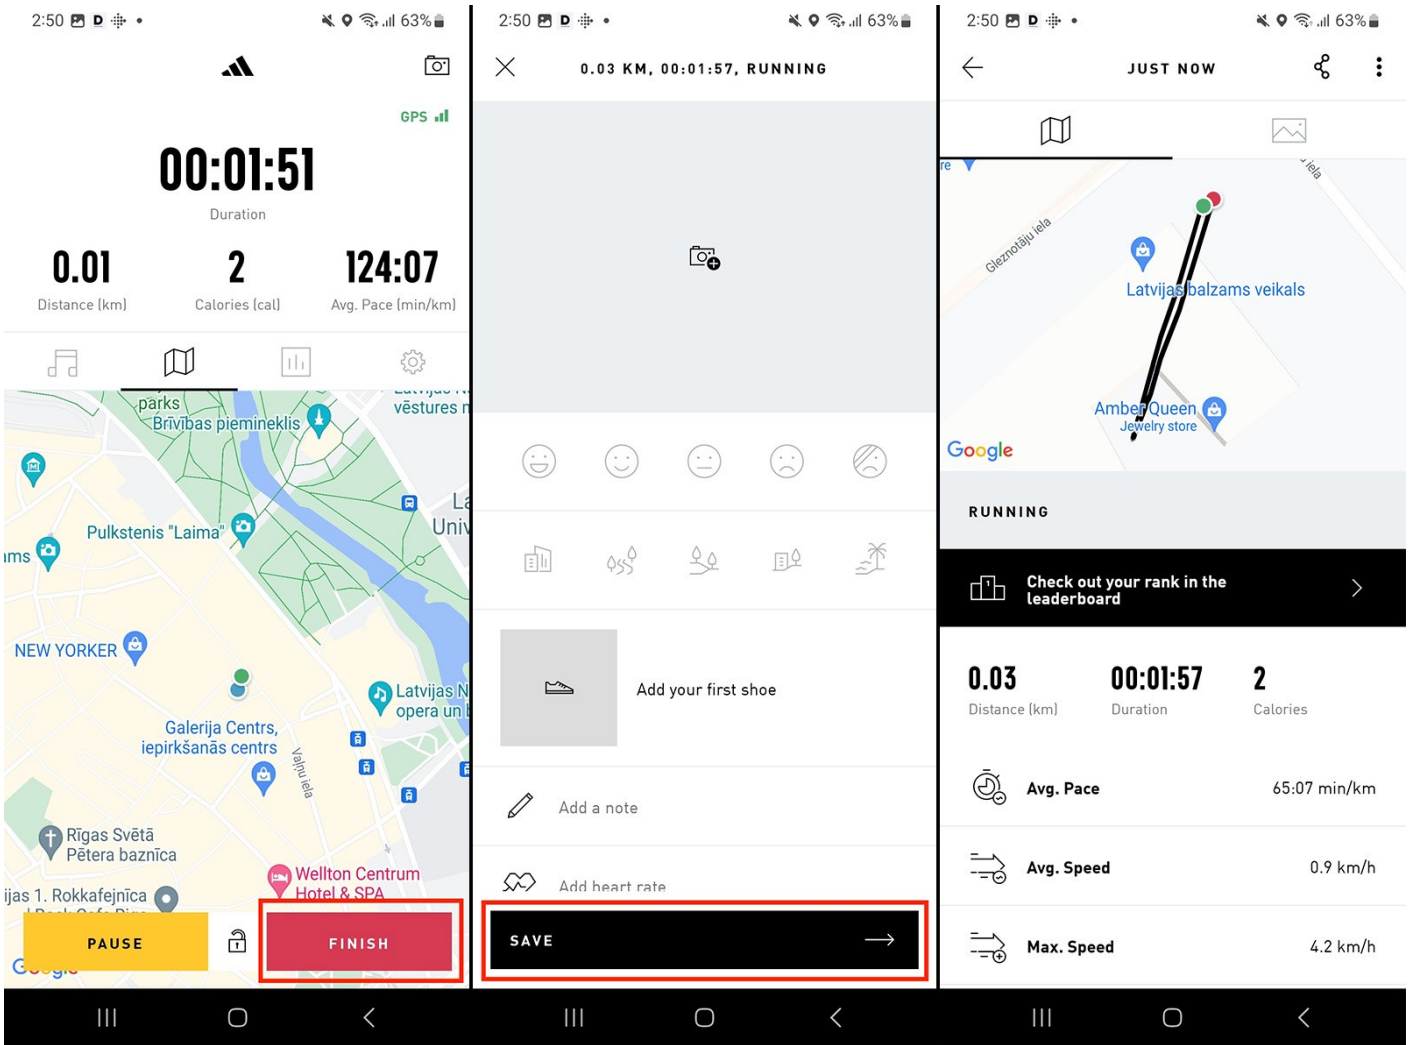 2:50
63%
GPS
00:01:51
Duration
0.01
2
124:07
Distance (km)
Calories (cal)
Avg. Pace (min/km)
parks
Brīvības piemineklis
vēstures
Pulkstenis "Laima"
Univ
NEW YORKER
Latvijas N
opera un
Galerija Centrs,
iepirkšanās centrs
Vaļņu iela
Rīgas Svētā
Pētera baznīca
Wellton Centrum
Hotel & SPA
ijas 1. Rokkafejnīca
PAUSE
FINISH
2:50
63%
0.03 KM, 00:01:57, RUNNING
Add your first shoe
Add a note
Add heart rate
SAVE
2:50
63%
JUST NOW
re
iela
Gleznotāju iela
Latvijas balzams veikals
Amber Queen
Jewelry store
Google
RUNNING
Check out your rank in the
leaderboard
0.03
00:01:57
2
Distance (km)
Duration
Calories
Avg. Pace
65:07 min/km
Avg. Speed
0.9 km/h
Max. Speed
4.2 km/h